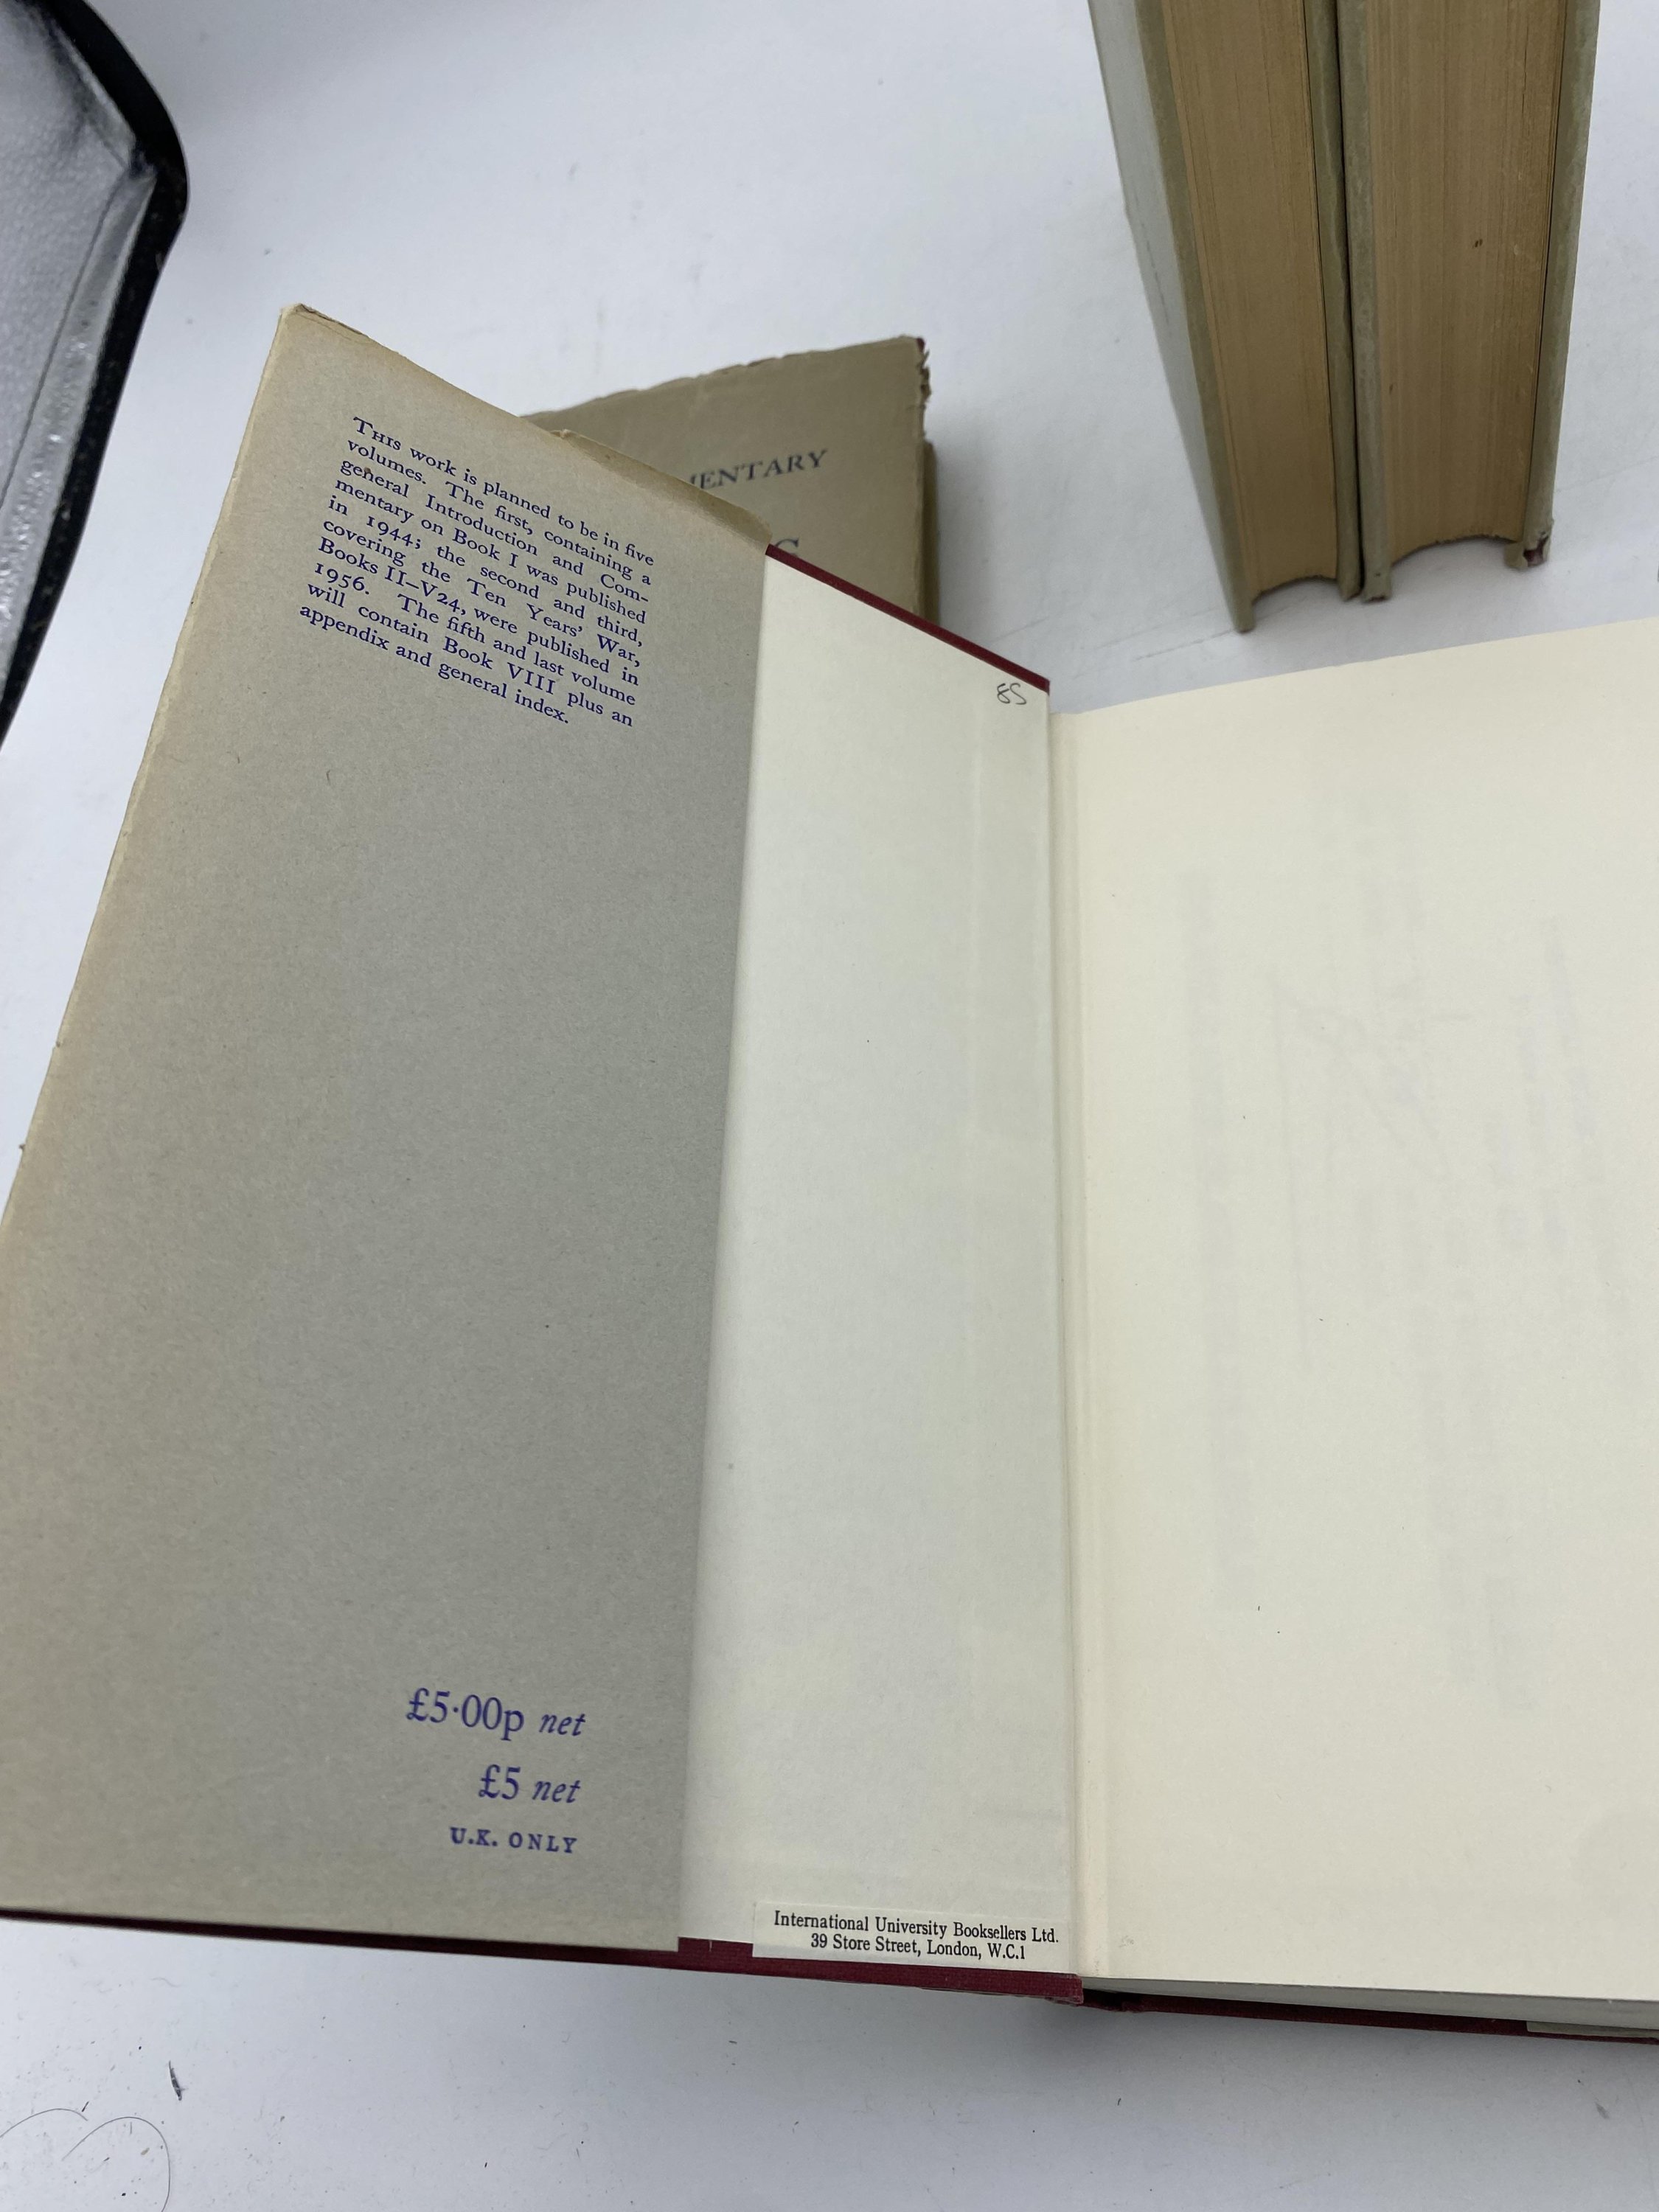 THIS work is planned to be in five
volumes. The first, containing a
general Introduction and Com-
mentary on Book I was published
in 1944; the second and third,
covering the Ten Years' War,
Books II–V24, were published in
1956. The fifth and last volume
will contain Book VIII plus an
appendix and general index.
MENTARY
85
£5·00p net
£5 net
U.K. ONLY
International University Booksellers Ltd.
39 Store Street, London, W.C.1